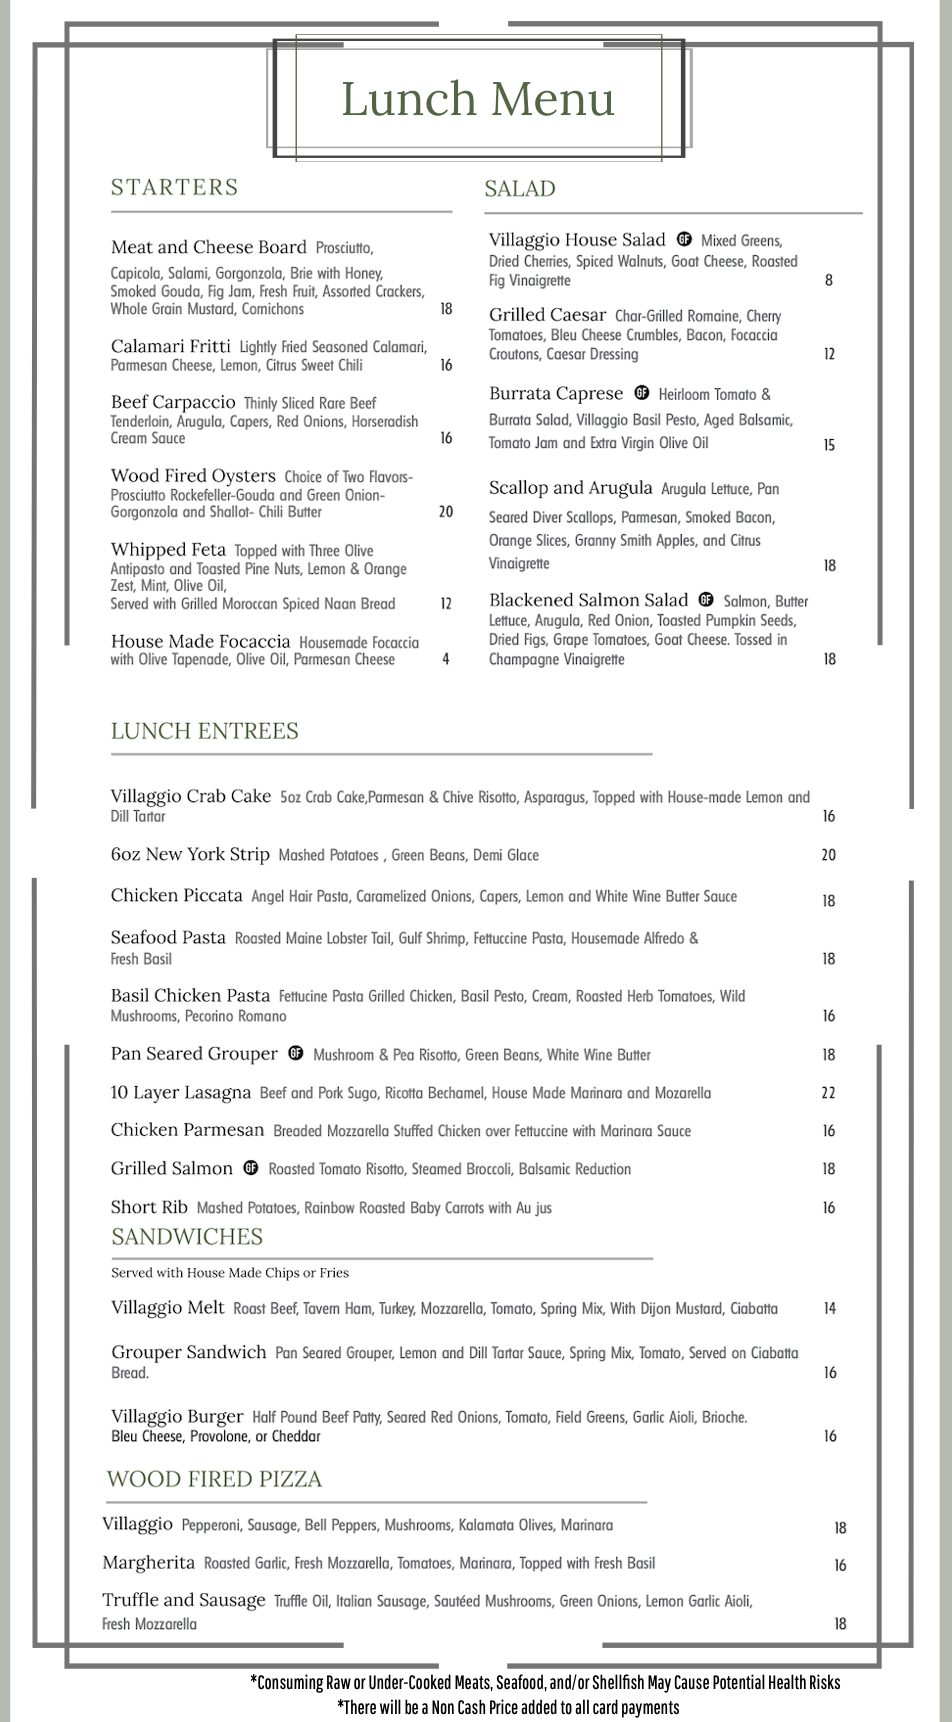 Lunch Menu
STARTERS
Meat and Cheese Board Prosciutto,
Capicola, Salami, Gorgonzola, Brie with Honey,
Smoked Gouda, Fig Jam, Fresh Fruit, Assorted Crackers,
Whole Grain Mustard, Cornichons 18
Calamari Fritti Lightly Fried Seasoned Calamari,
Parmesan Cheese, Lemon, Citrus Sweet Chili 16
Beef Carpaccio Thinly Sliced Rare Beef
Tenderloin, Arugula, Capers, Red Onions, Horseradish
Cream Sauce 16
Wood Fired Oysters Choice of Two Flavors-
Prosciutto Rockefeller-Gouda and Green Onion-
Gorgonzola and Shallot- Chili Butter 20
Whipped Feta Topped with Three Olive
Antipasto and Toasted Pine Nuts, Lemon & Orange
Zest, Mint, Olive Oil,
Served with Grilled Moroccan Spiced Naan Bread 12
House Made Focaccia Housemade Focaccia
with Olive Tapenade, Olive Oil, Parmesan Cheese 4
SALAD
Villaggio House Salad GF Mixed Greens,
Dried Cherries, Spiced Walnuts, Goat Cheese, Roasted
Fig Vinaigrette 8
Grilled Caesar Char-Grilled Romaine, Cherry
Tomatoes, Bleu Cheese Crumbles, Bacon, Focaccia
Croutons, Caesar Dressing 12
Burrata Caprese GF Heirloom Tomato &
Burrata Salad, Villaggio Basil Pesto, Aged Balsamic,
Tomato Jam and Extra Virgin Olive Oil 15
Scallop and Arugula Arugula Lettuce, Pan
Seared Diver Scallops, Parmesan, Smoked Bacon,
Orange Slices, Granny Smith Apples, and Citrus
Vinaigrette 18
Blackened Salmon Salad GF Salmon, Butter
Lettuce, Arugula, Red Onion, Toasted Pumpkin Seeds,
Dried Figs, Grape Tomatoes, Goat Cheese. Tossed in
Champagne Vinaigrette 18
LUNCH ENTREES
Villaggio Crab Cake 5oz Crab Cake,Parmesan & Chive Risotto, Asparagus, Topped with House-made Lemon and
Dill Tartar 16
6oz New York Strip Mashed Potatoes , Green Beans, Demi Glace 20
Chicken Piccata Angel Hair Pasta, Caramelized Onions, Capers, Lemon and White Wine Butter Sauce 18
Seafood Pasta Roasted Maine Lobster Tail, Gulf Shrimp, Fettuccine Pasta, Housemade Alfredo &
Fresh Basil 18
Basil Chicken Pasta Fettucine Pasta Grilled Chicken, Basil Pesto, Cream, Roasted Herb Tomatoes, Wild
Mushrooms, Pecorino Romano 16
Pan Seared Grouper GF Mushroom & Pea Risotto, Green Beans, White Wine Butter 18
10 Layer Lasagna Beef and Pork Sugo, Ricotta Bechamel, House Made Marinara and Mozarella 22
Chicken Parmesan Breaded Mozzarella Stuffed Chicken over Fettuccine with Marinara Sauce 16
Grilled Salmon GF Roasted Tomato Risotto, Steamed Broccoli, Balsamic Reduction 18
Short Rib Mashed Potatoes, Rainbow Roasted Baby Carrots with Au jus 16
SANDWICHES
Served with House Made Chips or Fries
Villaggio Melt Roast Beef, Tavern Ham, Turkey, Mozzarella, Tomato, Spring Mix, With Dijon Mustard, Ciabatta 14
Grouper Sandwich Pan Seared Grouper, Lemon and Dill Tartar Sauce, Spring Mix, Tomato, Served on Ciabatta
Bread. 16
Villaggio Burger Half Pound Beef Patty, Seared Red Onions, Tomato, Field Greens, Garlic Aioli, Brioche.
Bleu Cheese, Provolone, or Cheddar 16
WOOD FIRED PIZZA
Villaggio Pepperoni, Sausage, Bell Peppers, Mushrooms, Kalamata Olives, Marinara 18
Margherita Roasted Garlic, Fresh Mozzarella, Tomatoes, Marinara, Topped with Fresh Basil 16
Truffle and Sausage Truffle Oil, Italian Sausage, Sautéed Mushrooms, Green Onions, Lemon Garlic Aioli,
Fresh Mozzarella 18
*Consuming Raw or Under-Cooked Meats, Seafood, and/or Shellfish May Cause Potential Health Risks
*There will be a Non Cash Price added to all card payments